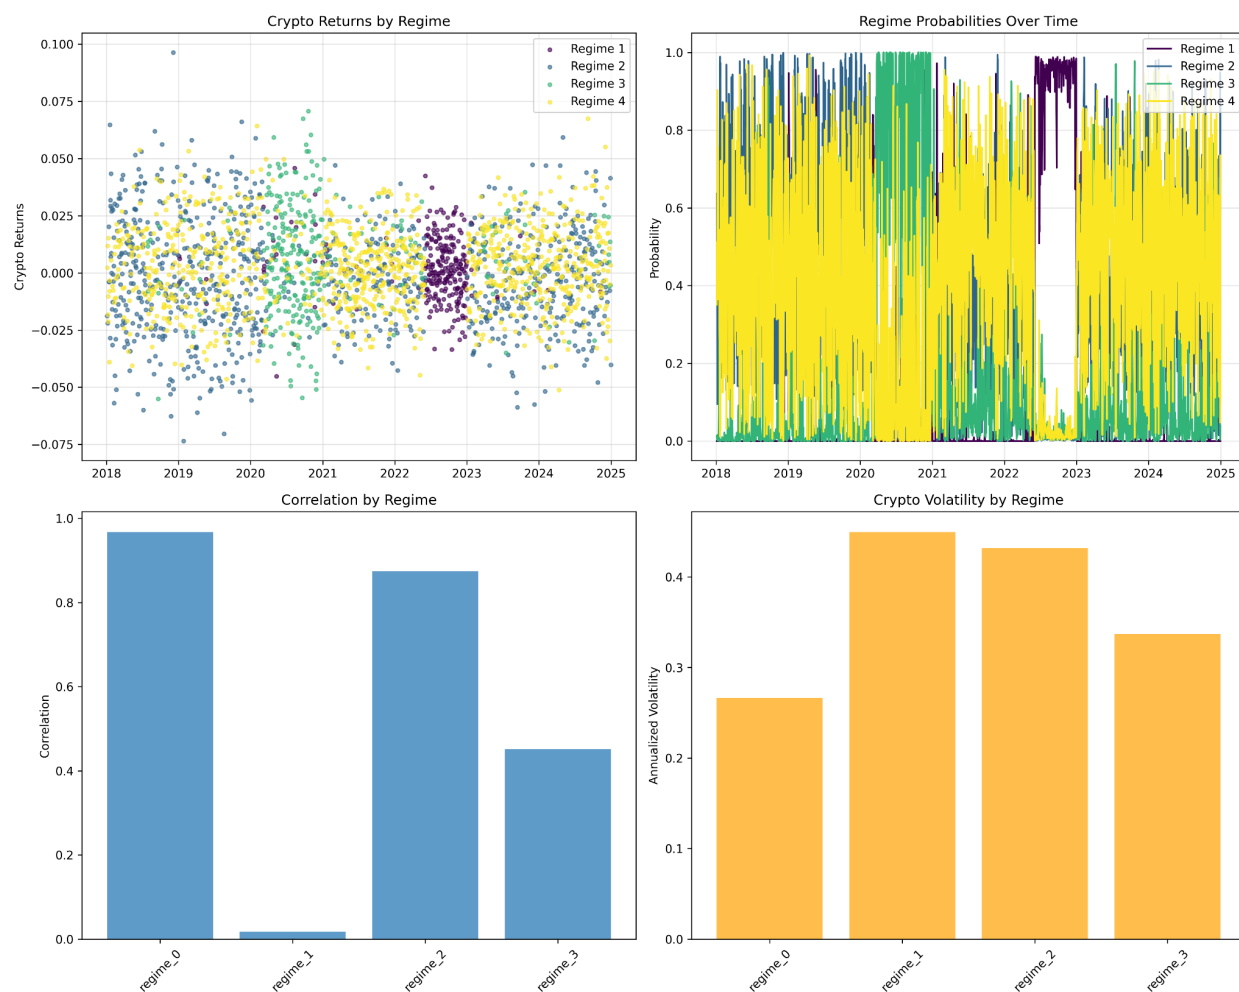 Crypto Returns by Regime
Crypto Returns
0.100
0.075
0.050
0.025
0.000
−0.025
−0.050
−0.075
2018 2019 2020 2021 2022 2023 2024 2025
Regime 1
Regime 2
Regime 3
Regime 4
Regime Probabilities Over Time
Probability
1.0
0.8
0.6
0.4
0.2
0.0
2018 2019 2020 2021 2022 2023 2024 2025
Regime 1
Regime 2
Regime 3
Regime 4
Correlation by Regime
Correlation
1.0
0.8
0.6
0.4
0.2
0.0
regime_0 regime_1 regime_2 regime_3
Crypto Volatility by Regime
Annualized Volatility
0.4
0.3
0.2
0.1
0.0
regime_0 regime_1 regime_2 regime_3